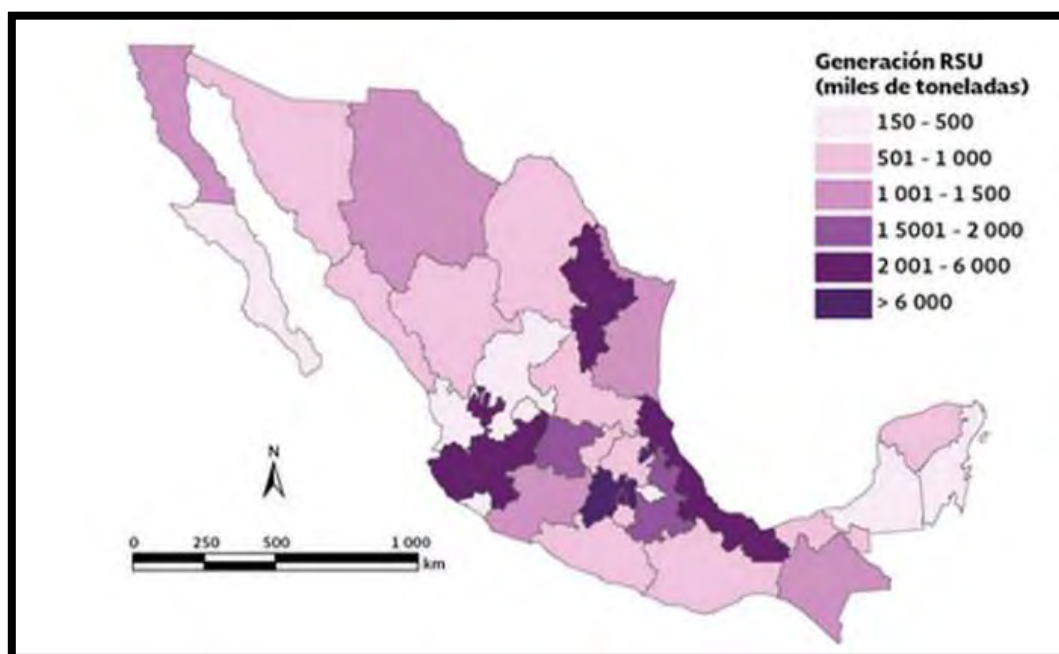 Generación RSU
(miles de toneladas)
150 - 500
501 - 1 000
1 001 - 1 500
1 5001 - 2 000
2 001 - 6 000
> 6 000
N
0 250 500 1 000
km